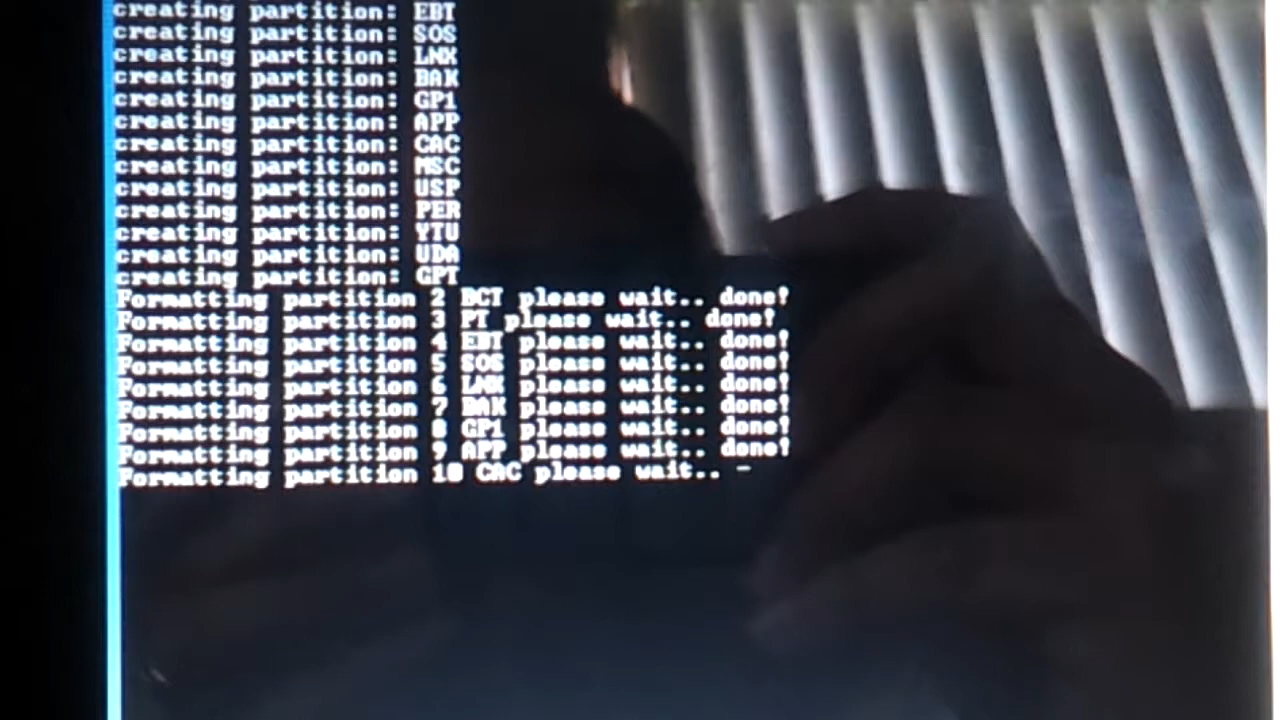 creating partition: EBT
creating partition: SOS
creating partition: LNX
creating partition: BAK
creating partition: GP1
creating partition: APP
creating partition: CAC
creating partition: MSC
creating partition: USP
creating partition: PER
creating partition: YTU
creating partition: UDA
creating partition: GPT
Formatting partition 2 BCT please wait.. done!
Formatting partition 3 PT please wait.. done!
Formatting partition 4 EBT please wait.. done!
Formatting partition 5 SOS please wait.. done!
Formatting partition 6 LNX please wait.. done!
Formatting partition 7 BAK please wait.. done!
Formatting partition 8 GP1 please wait.. done!
Formatting partition 9 APP please wait.. done!
Formatting partition 10 CAC please wait.. -